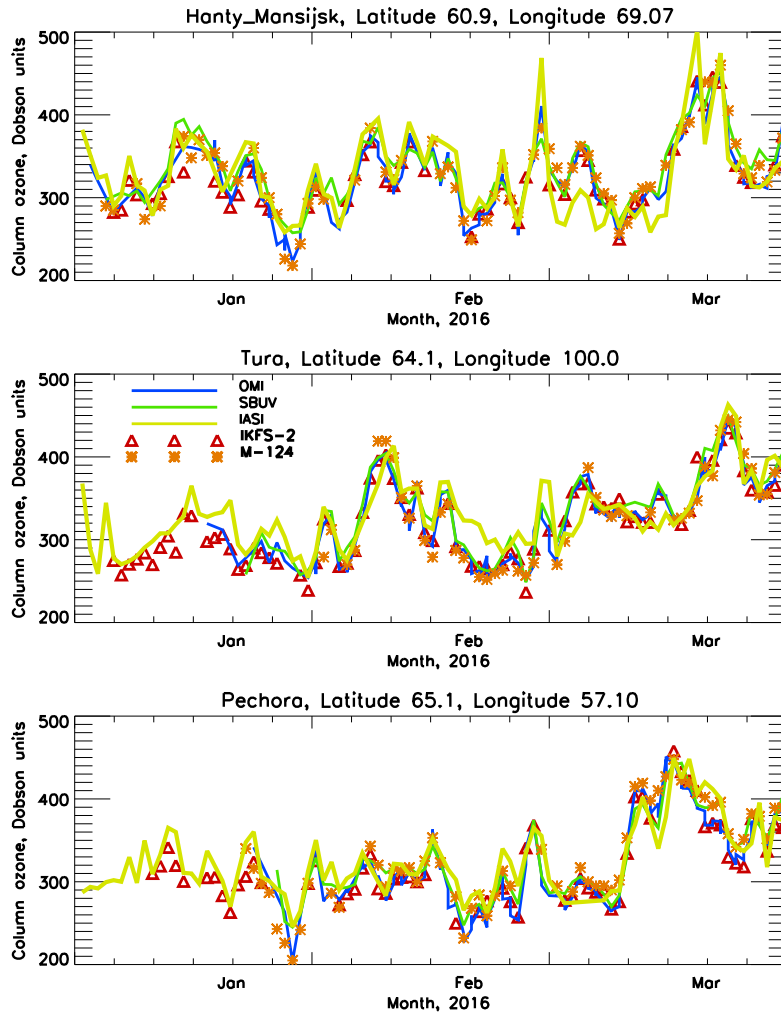 Hanty_Mansijsk, Latitude 60.9, Longitude 69.07
Column ozone, Dobson units
500
400
300
200
Jan Feb Mar
Month, 2016
Tura, Latitude 64.1, Longitude 100.0
Column ozone, Dobson units
500
400
300
200
OMI
SBUV
IASI
IKFS-2
M-124
Jan Feb Mar
Month, 2016
Pechora, Latitude 65.1, Longitude 57.10
Column ozone, Dobson units
500
400
300
200
Jan Feb Mar
Month, 2016